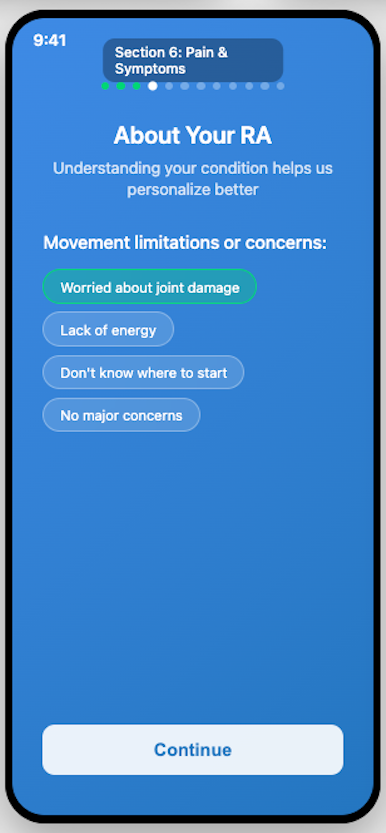 9:41
Section 6: Pain &
Symptoms
About Your RA
Understanding your condition helps us
personalize better
Movement limitations or concerns:
Worried about joint damage
Lack of energy
Don't know where to start
No major concerns
Continue